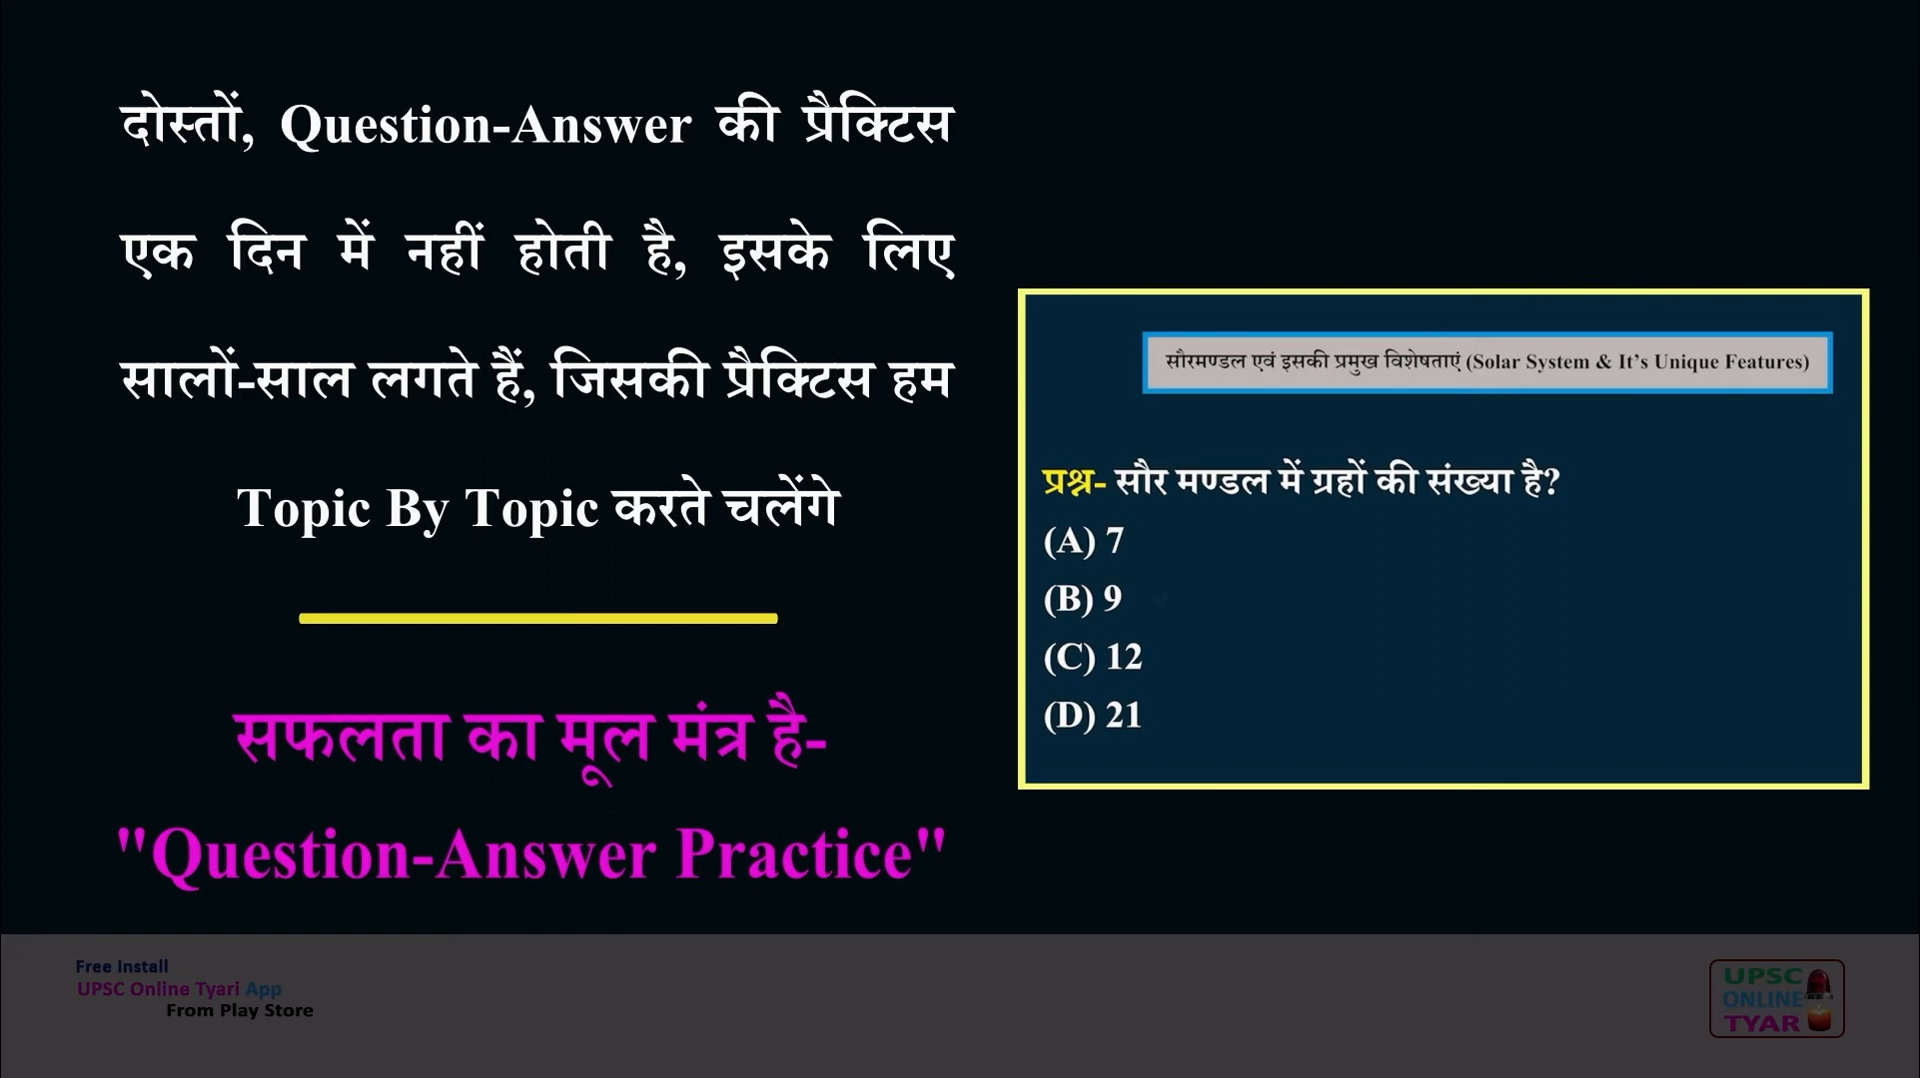 दोस्तों, Question-Answer की प्रैक्टिस
एक दिन में नहीं होती है, इसके लिए
सालों-साल लगते हैं, जिसकी प्रैक्टिस हम
Topic By Topic करते चलेंगे
सफलता का मूल मंत्र है-
"Question-Answer Practice"
सौरमण्डल एवं इसकी प्रमुख विशेषताएं (Solar System & It's Unique Features)
प्रश्न- सौर मण्डल में ग्रहों की संख्या है?
(A) 7
(B) 9
(C) 12
(D) 21
Free Install
UPSC Online Tyari App
From Play Store
UPSC
ONLINE
TYAR